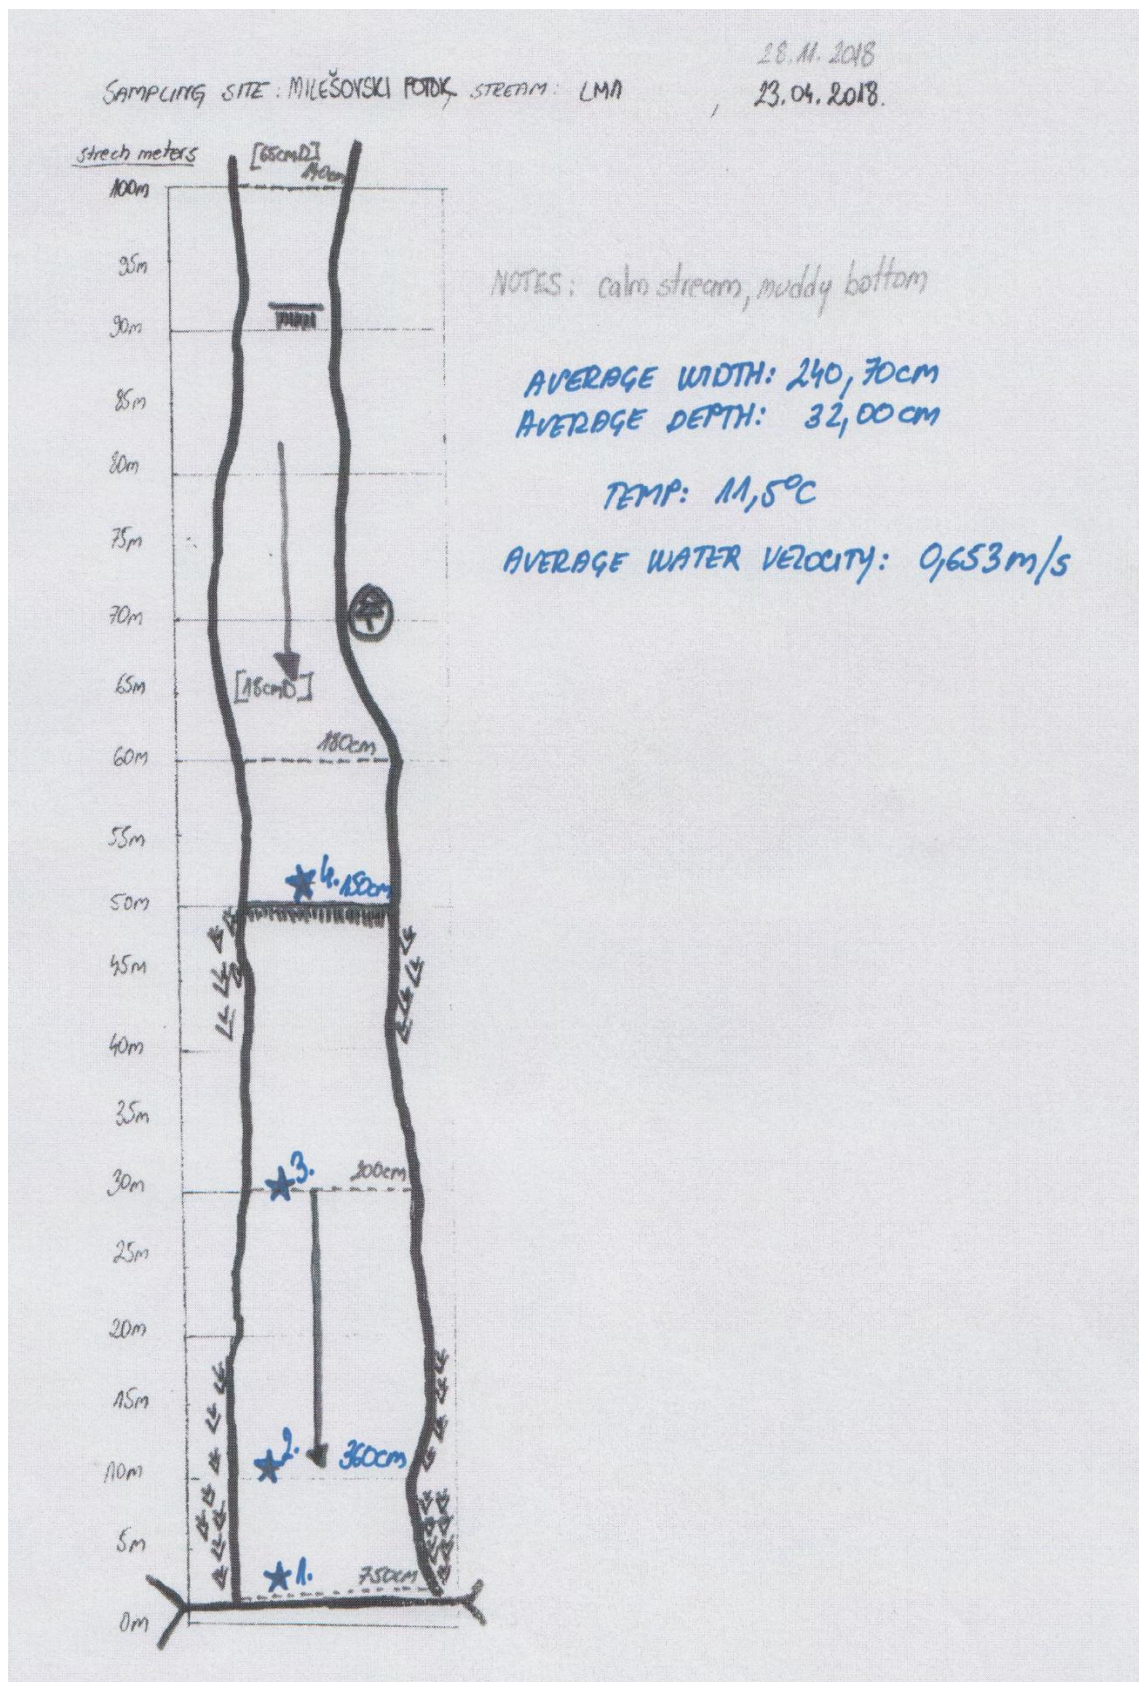 28.11.2018
SAMPLING SITE: MILEŠOVSKI POTOK, STREAM: LM1 , 23.04.2018.
strech meters
[65cmD]
140cm
100m
95m
NOTES: calm stream, muddy bottom
90m
AVERAGE WIDTH: 240,70cm
85m
AVERAGE DEPTH: 32,00cm
80m
TEMP: 11,5°C
75m
AVERAGE WATER VELOCITY: 0,653m/s
70m
65m
[18cmD]
180cm
60m
55m
4. 150cm
50m
45m
40m
35m
3. 200cm
30m
25m
20m
15m
2. 360cm
10m
5m
1. 750cm
0m